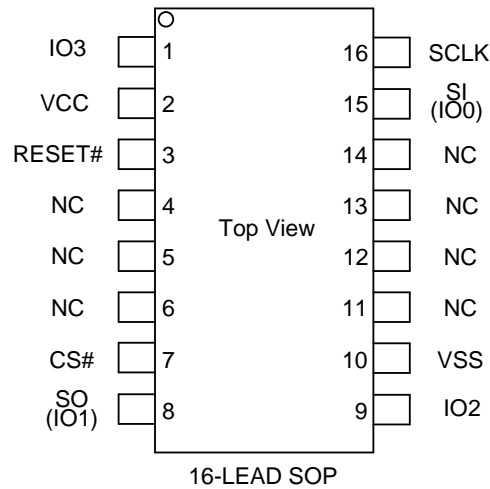 IO3 1 16 SCLK
VCC 2 15 SI
(IO0)
RESET# 3 14 NC
NC 4 13 NC
Top View
NC 5 12 NC
NC 6 11 NC
CS# 7 10 VSS
SO
(IO1) 8 9 IO2
16-LEAD SOP